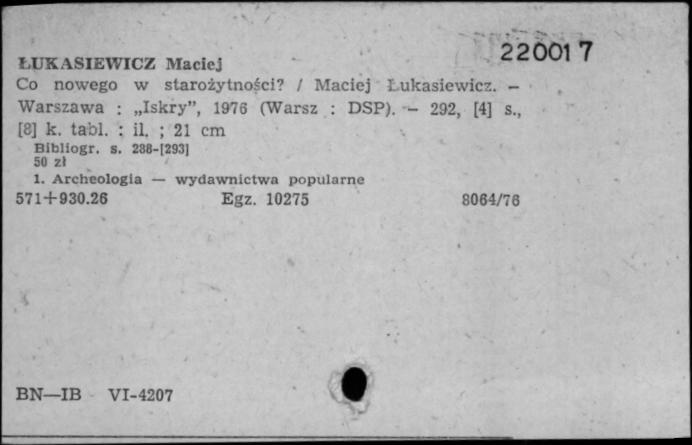 220017
ŁUKASIEWICZ Maciej
Co nowego w starożytności? / Maciej Łukasiewicz. –
Warszawa : „Iskry”, 1976 (Warsz : DSP). – 292, [4] s.,
[8] k. tabl. : il. ; 21 cm
Bibliogr. s. 288-[293]
50 zł
1. Archeologia — wydawnictwa popularne
571+930.26 Egz. 10275 8064/76
BN—IB VI-4207